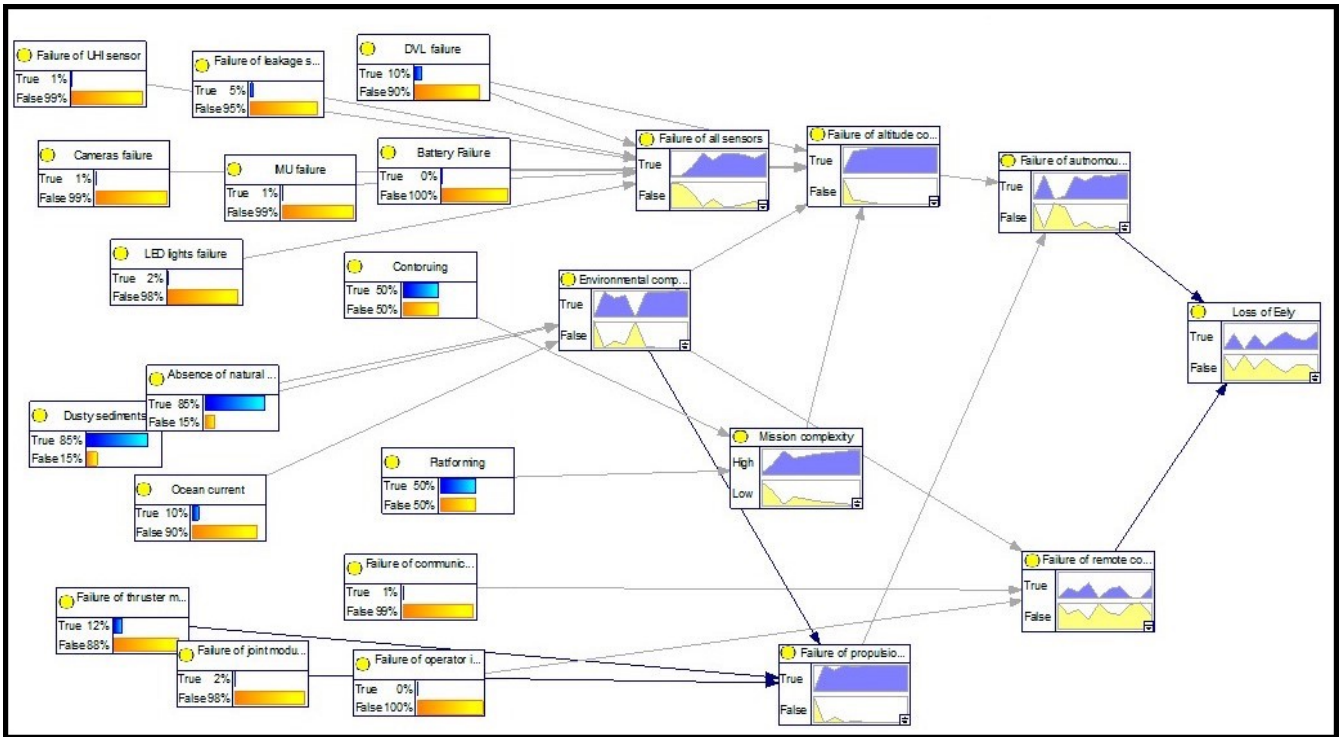 Failure of UHI sensor
True 1%
False 99%
Failure of leakage s...
True 5%
False 95%
DVL failure
True 10%
False 90%
Cameras failure
True 1%
False 99%
IMU failure
True 1%
False 99%
Battery Failure
True 0%
False 100%
Failure of all sensors
True
False
Failure of altitude co...
True
False
Failure of autnomou...
True
False
LED lights failure
True 2%
False 98%
Contoruing
True 50%
False 50%
Environmental comp...
True
False
Loss of Eely
True
False
Absence of natural ...
True 85%
False 15%
Dusty sediments
True 85%
False 15%
Ocean current
True 10%
False 90%
Platforming
True 50%
False 50%
Mission complexity
High
Low
Failure of communic...
True 1%
False 99%
Failure of remote co...
True
False
Failure of thruster m...
True 12%
False 88%
Failure of joint modu...
True 2%
False 98%
Failure of operator i...
True 0%
False 100%
Failure of propulsio...
True
False